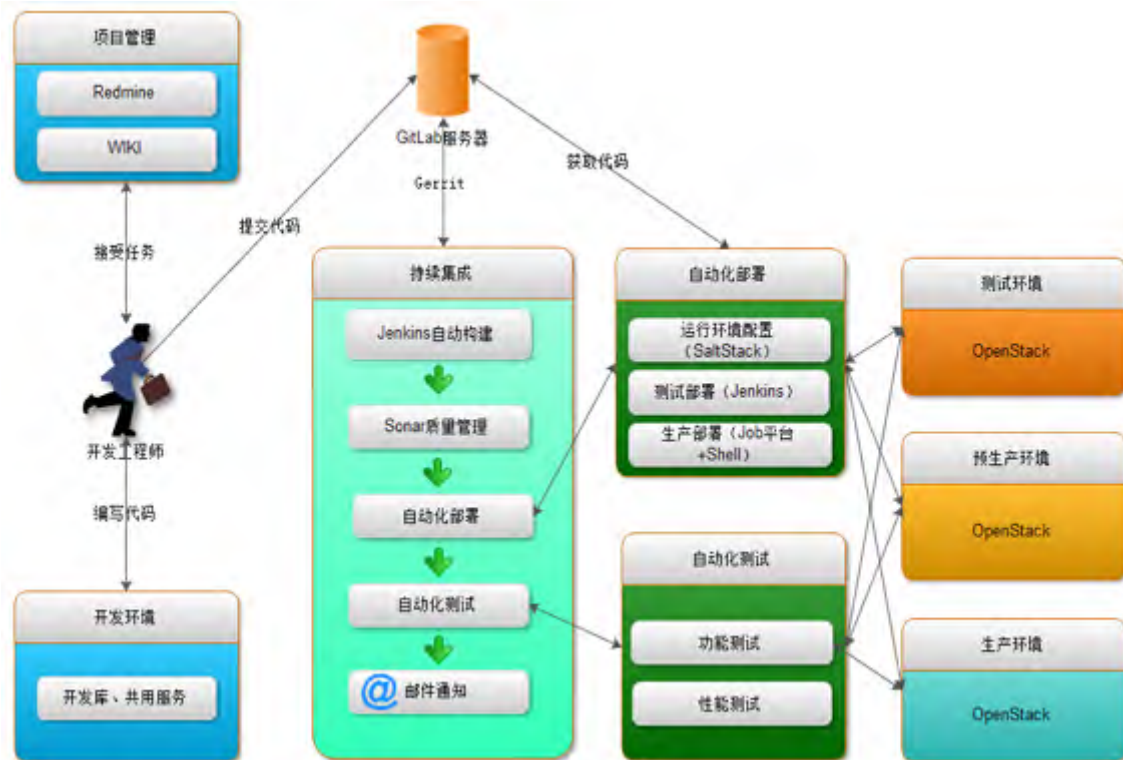 项目管理
Redmine
WIKI
接受任务
开发工程师
编写代码
开发环境
开发库、共用服务
提交代码
GitLab服务器
Gerrit
获取代码
持续集成
Jenkins自动构建
Sonar质量管理
自动化部署
自动化测试
@邮件通知
自动化部署
运行环境配置
（SaltStack）
测试部署（Jenkins）
生产部署（Job平台
+Shell）
自动化测试
功能测试
性能测试
测试环境
OpenStack
预生产环境
OpenStack
生产环境
OpenStack